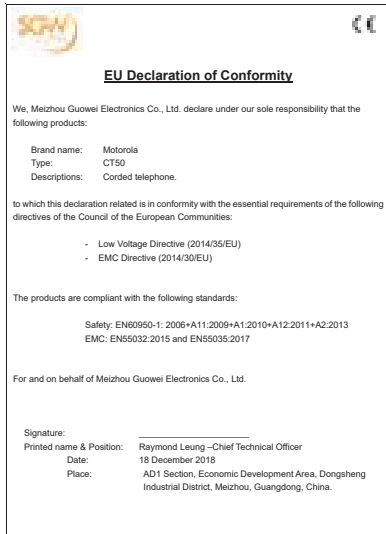 SGW
CE
EU Declaration of Conformity
We, Meizhou Guowei Electronics Co., Ltd. declare under our sole responsibility that the
following products:
Brand name: Motorola
Type: CT50
Descriptions: Corded telephone.
to which this declaration related is in conformity with the essential requirements of the following
directives of the Council of the European Communities:
- Low Voltage Directive (2014/35/EU)
- EMC Directive (2014/30/EU)
The products are compliant with the following standards:
Safety: EN60950-1: 2006+A11:2009+A1:2010+A12:2011+A2:2013
EMC: EN55032:2015 and EN55035:2017
For and on behalf of Meizhou Guowei Electronics Co., Ltd.
Signature:
Printed name & Position: Raymond Leung –Chief Technical Officer
Date: 18 December 2018
Place: AD1 Section, Economic Development Area, Dongsheng
Industrial District, Meizhou, Guangdong, China.